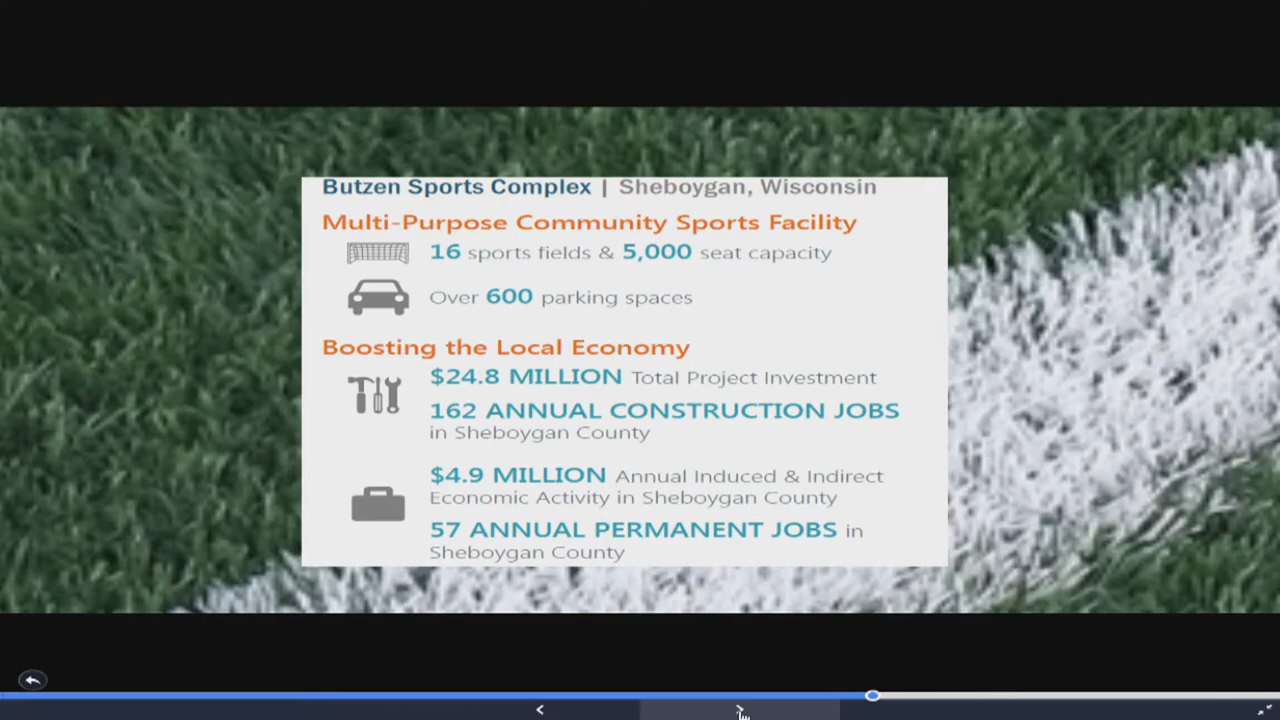 Butzen Sports Complex | Sheboygan, Wisconsin
Multi-Purpose Community Sports Facility
16 sports fields & 5,000 seat capacity
Over 600 parking spaces
Boosting the Local Economy
$24.8 MILLION Total Project Investment
162 ANNUAL CONSTRUCTION JOBS
in Sheboygan County
$4.9 MILLION Annual Induced & Indirect
Economic Activity in Sheboygan County
57 ANNUAL PERMANENT JOBS in
Sheboygan County